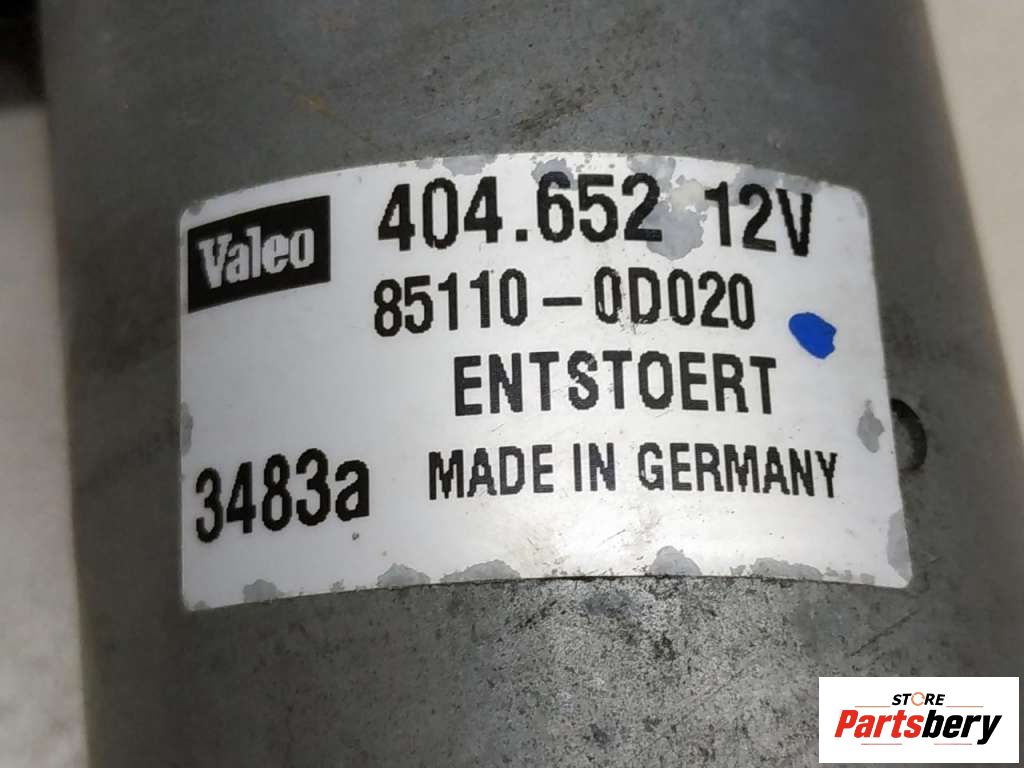 Valeo
404.652 12V
85110-0D020
ENTSTOERT
3483a
MADE IN GERMANY
STORE
Partsbery